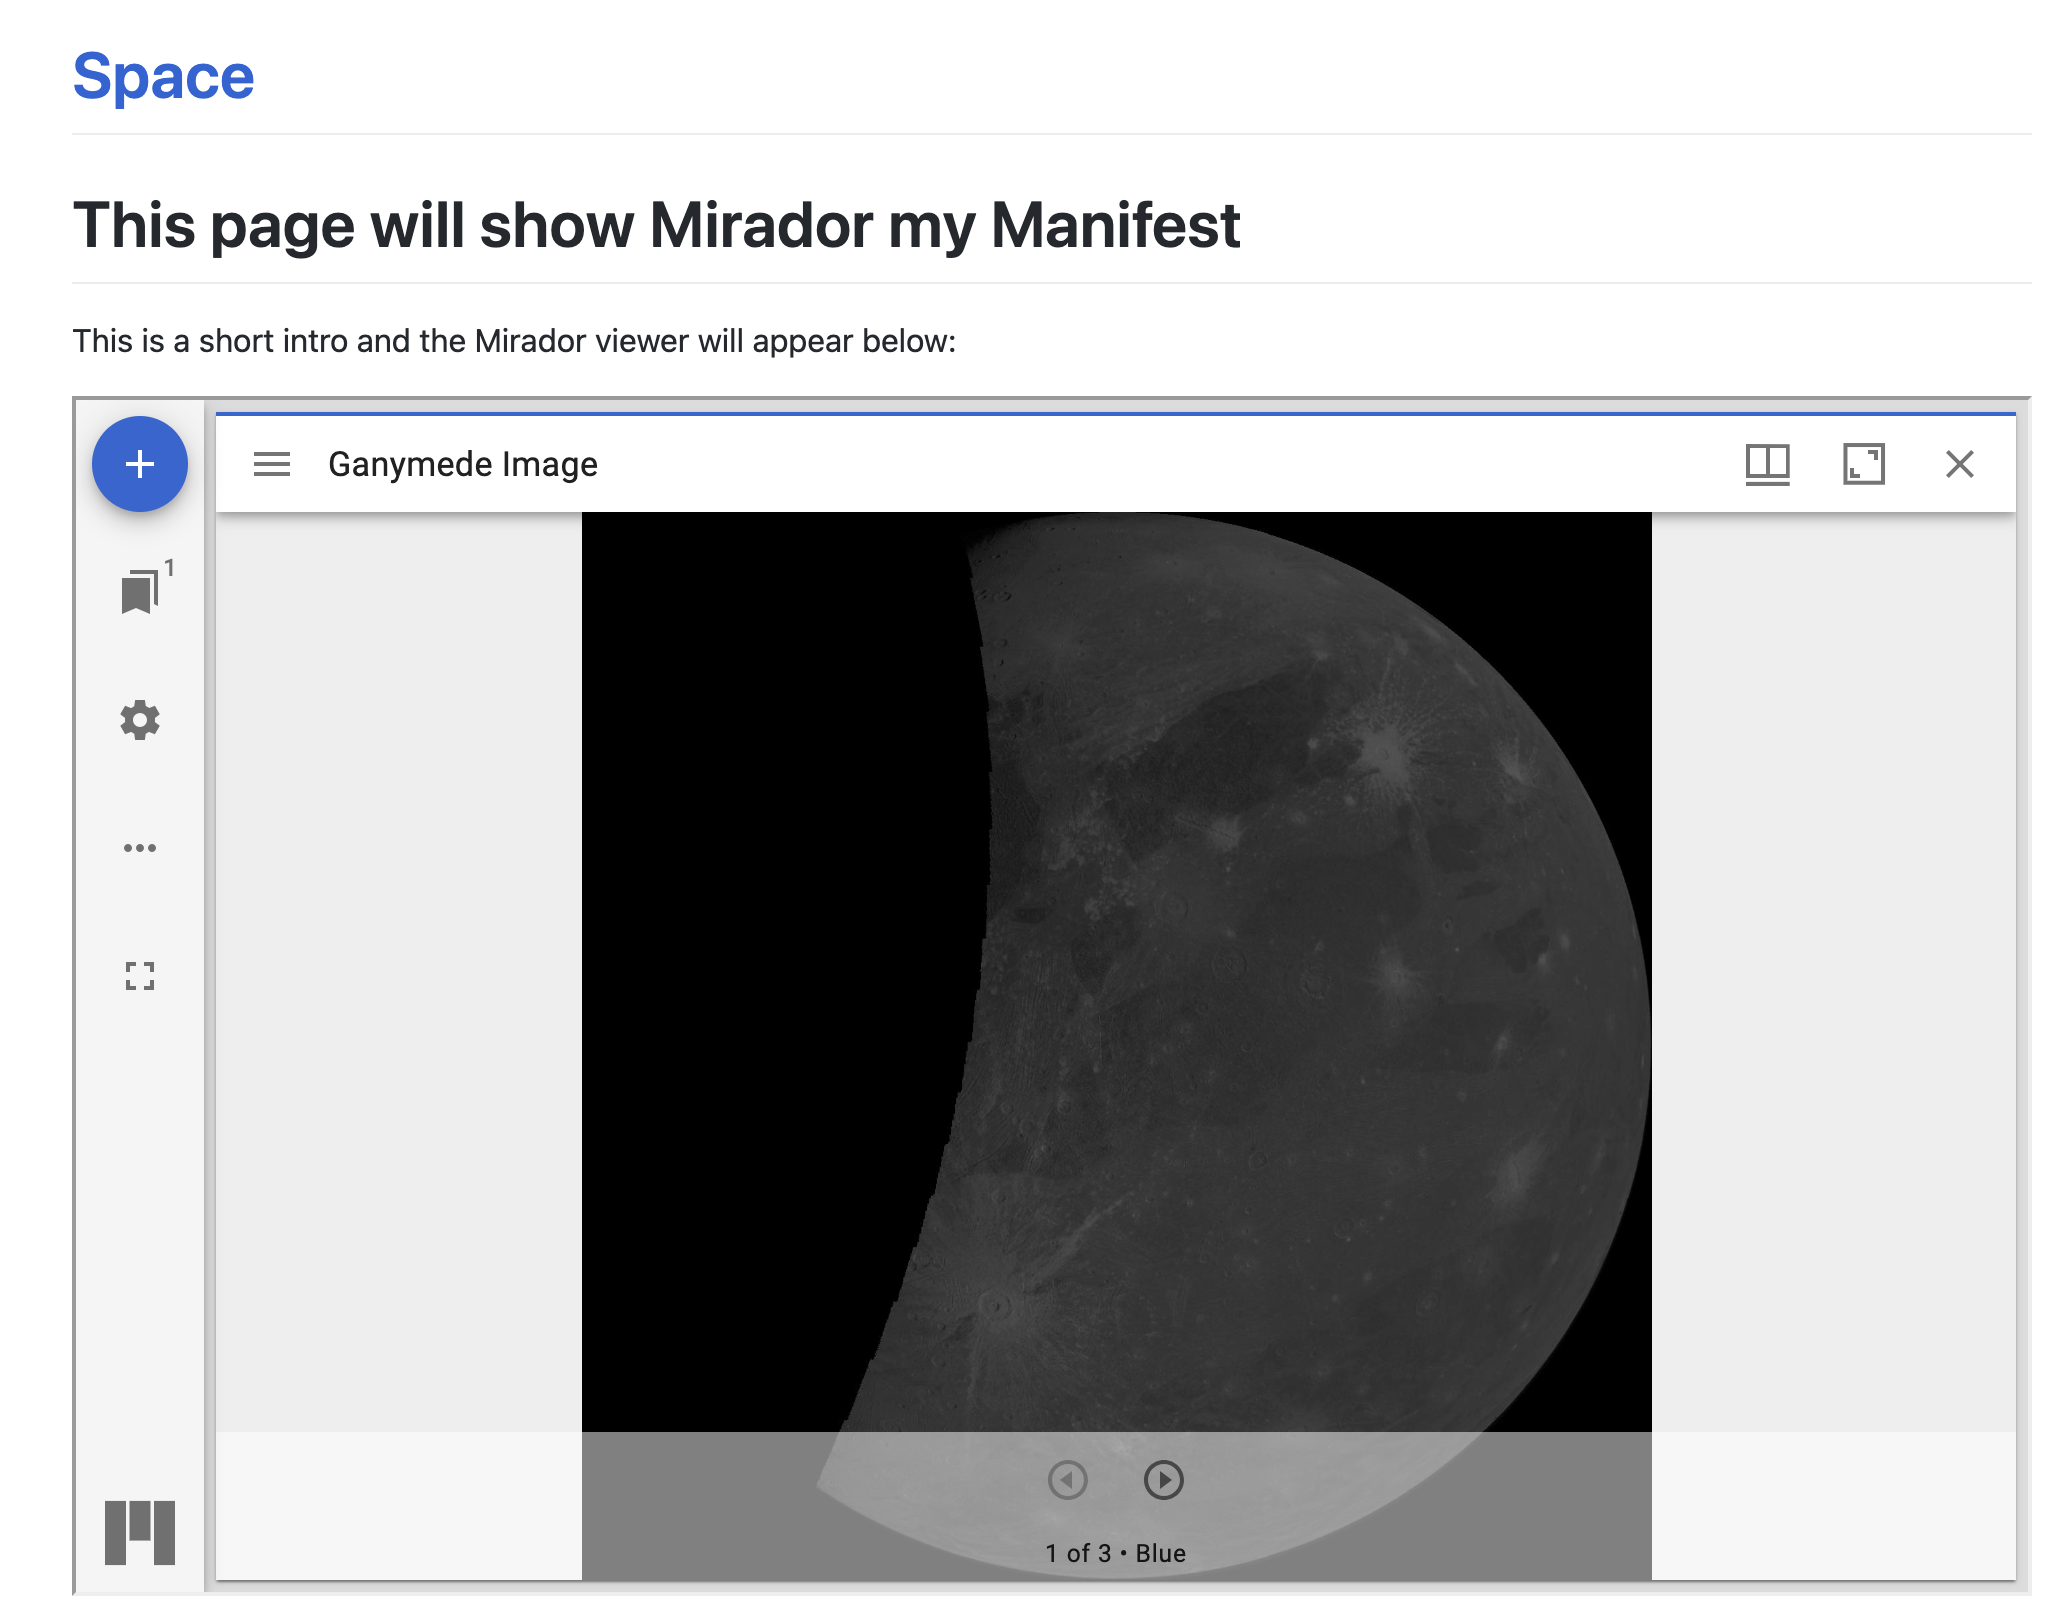 Space
This page will show Mirador my Manifest
This is a short intro and the Mirador viewer will appear below:
Ganymede Image
1
1 of 3 • Blue